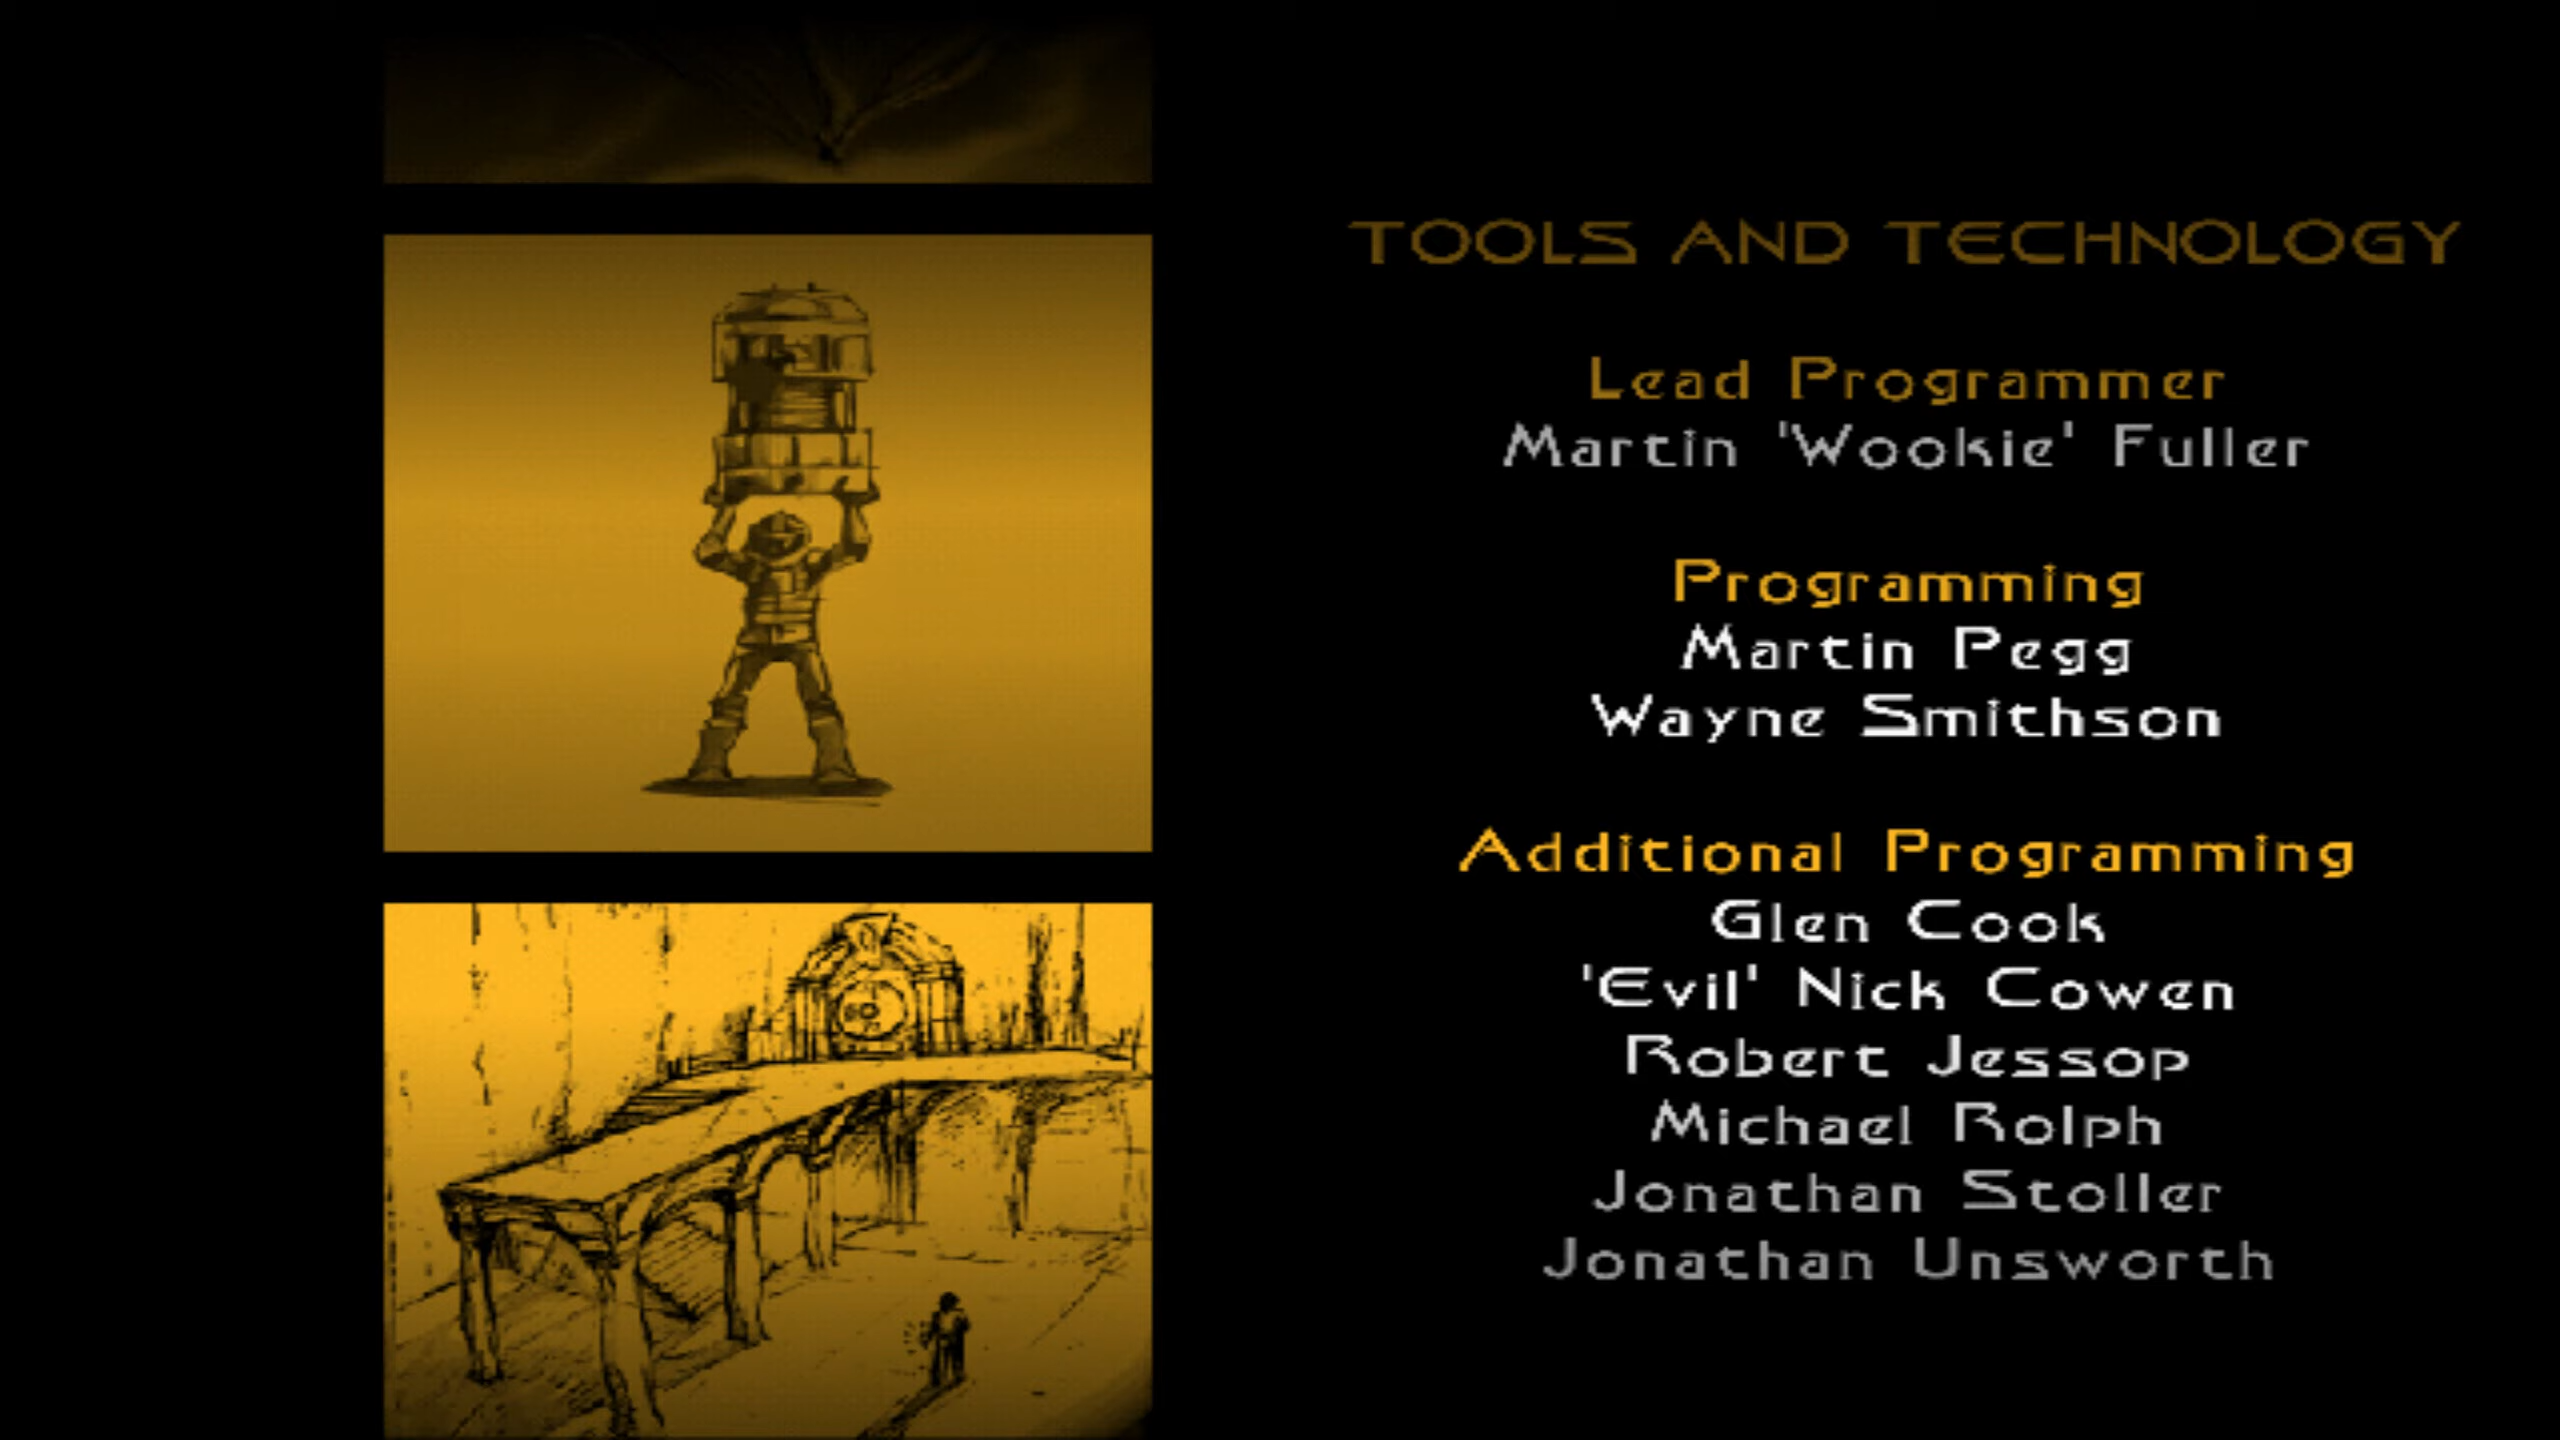 TOOLS AND TECHNOLOGY
Lead Programmer
Martin 'Wookie' Fuller
Programming
Martin Pegg
Wayne Smithson
Additional Programming
Glen Cook
'Evil' Nick Cowen
Robert Jessop
Michael Rolph
Jonathan Stoller
Jonathan Unsworth